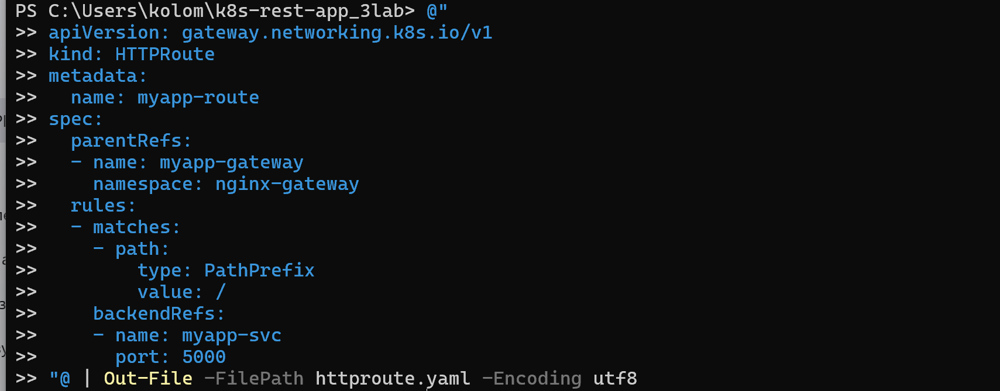 PS C:\Users\kolom\k8s-rest-app_3lab> @"
>> apiVersion: gateway.networking.k8s.io/v1
>> kind: HTTPRoute
>> metadata:
>>   name: myapp-route
>> spec:
>>   parentRefs:
>>   - name: myapp-gateway
>>     namespace: nginx-gateway
>>   rules:
>>   - matches:
>>     - path:
>>         type: PathPrefix
>>         value: /
>>     backendRefs:
>>     - name: myapp-svc
>>       port: 5000
>> "@ | Out-File -FilePath httproute.yaml -Encoding utf8